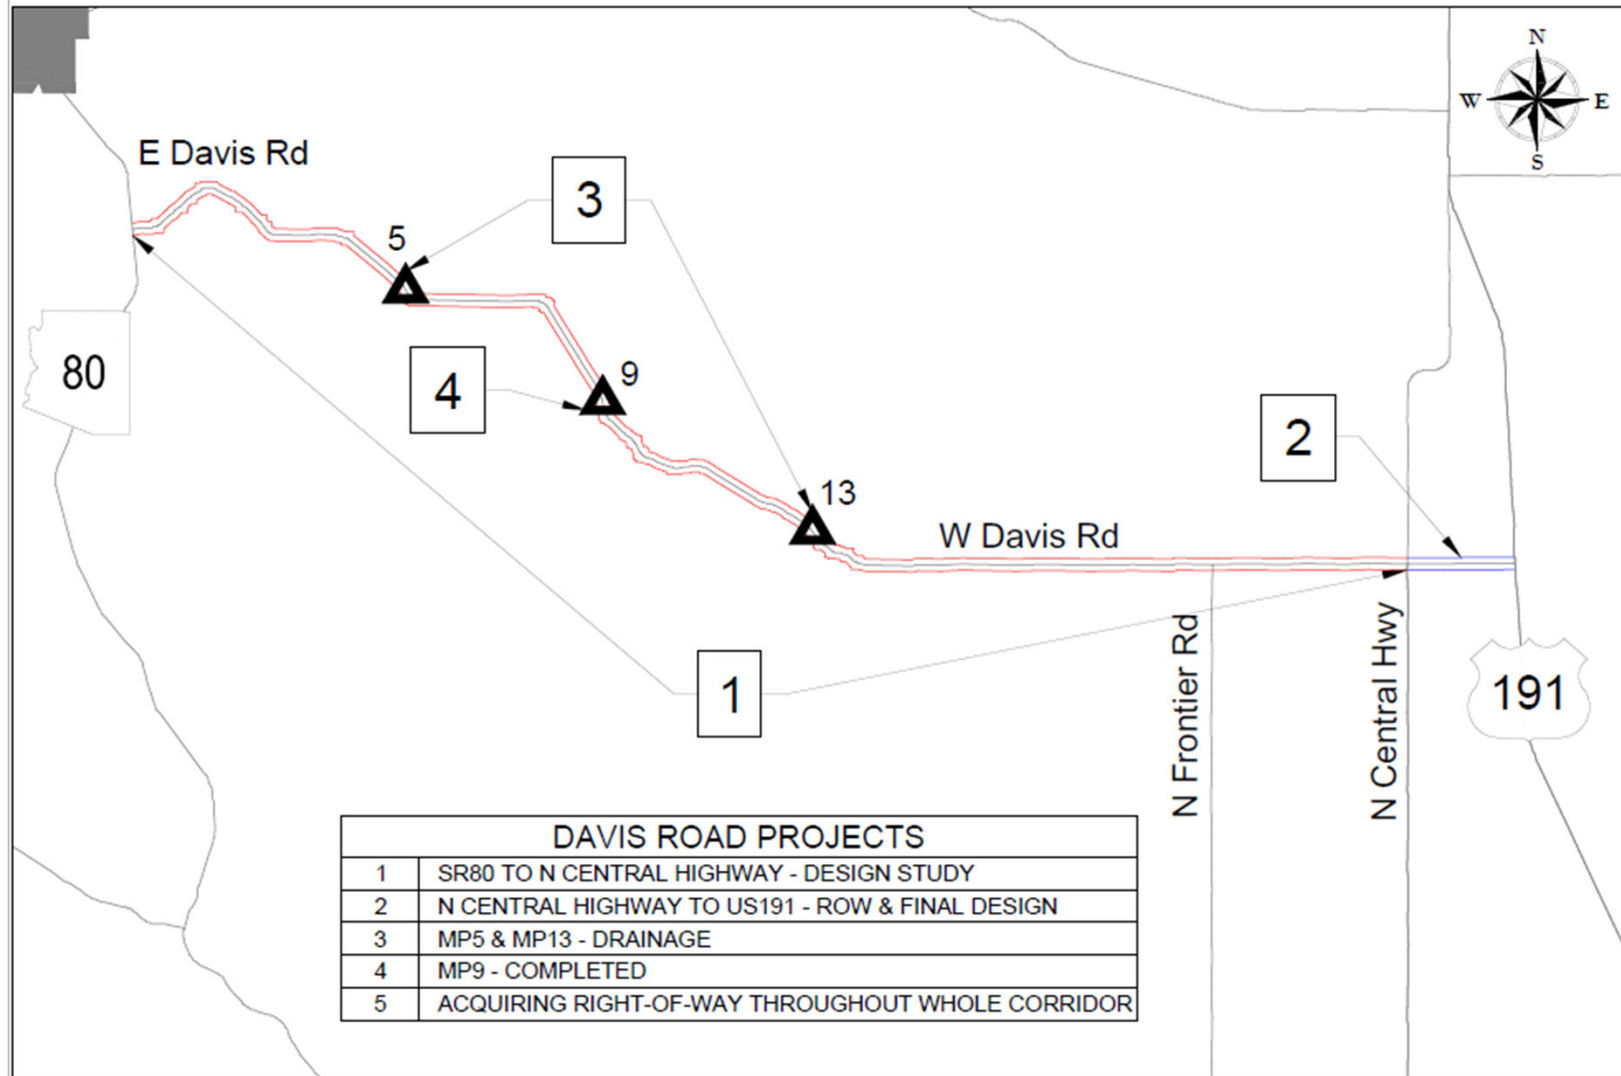 N
W E
S
E Davis Rd
3
5
80
9
4
2
13
W Davis Rd
1
N Frontier Rd
N Central Hwy
191
DAVIS ROAD PROJECTS
1 SR80 TO N CENTRAL HIGHWAY - DESIGN STUDY
2 N CENTRAL HIGHWAY TO US191 - ROW & FINAL DESIGN
3 MP5 & MP13 - DRAINAGE
4 MP9 - COMPLETED
5 ACQUIRING RIGHT-OF-WAY THROUGHOUT WHOLE CORRIDOR